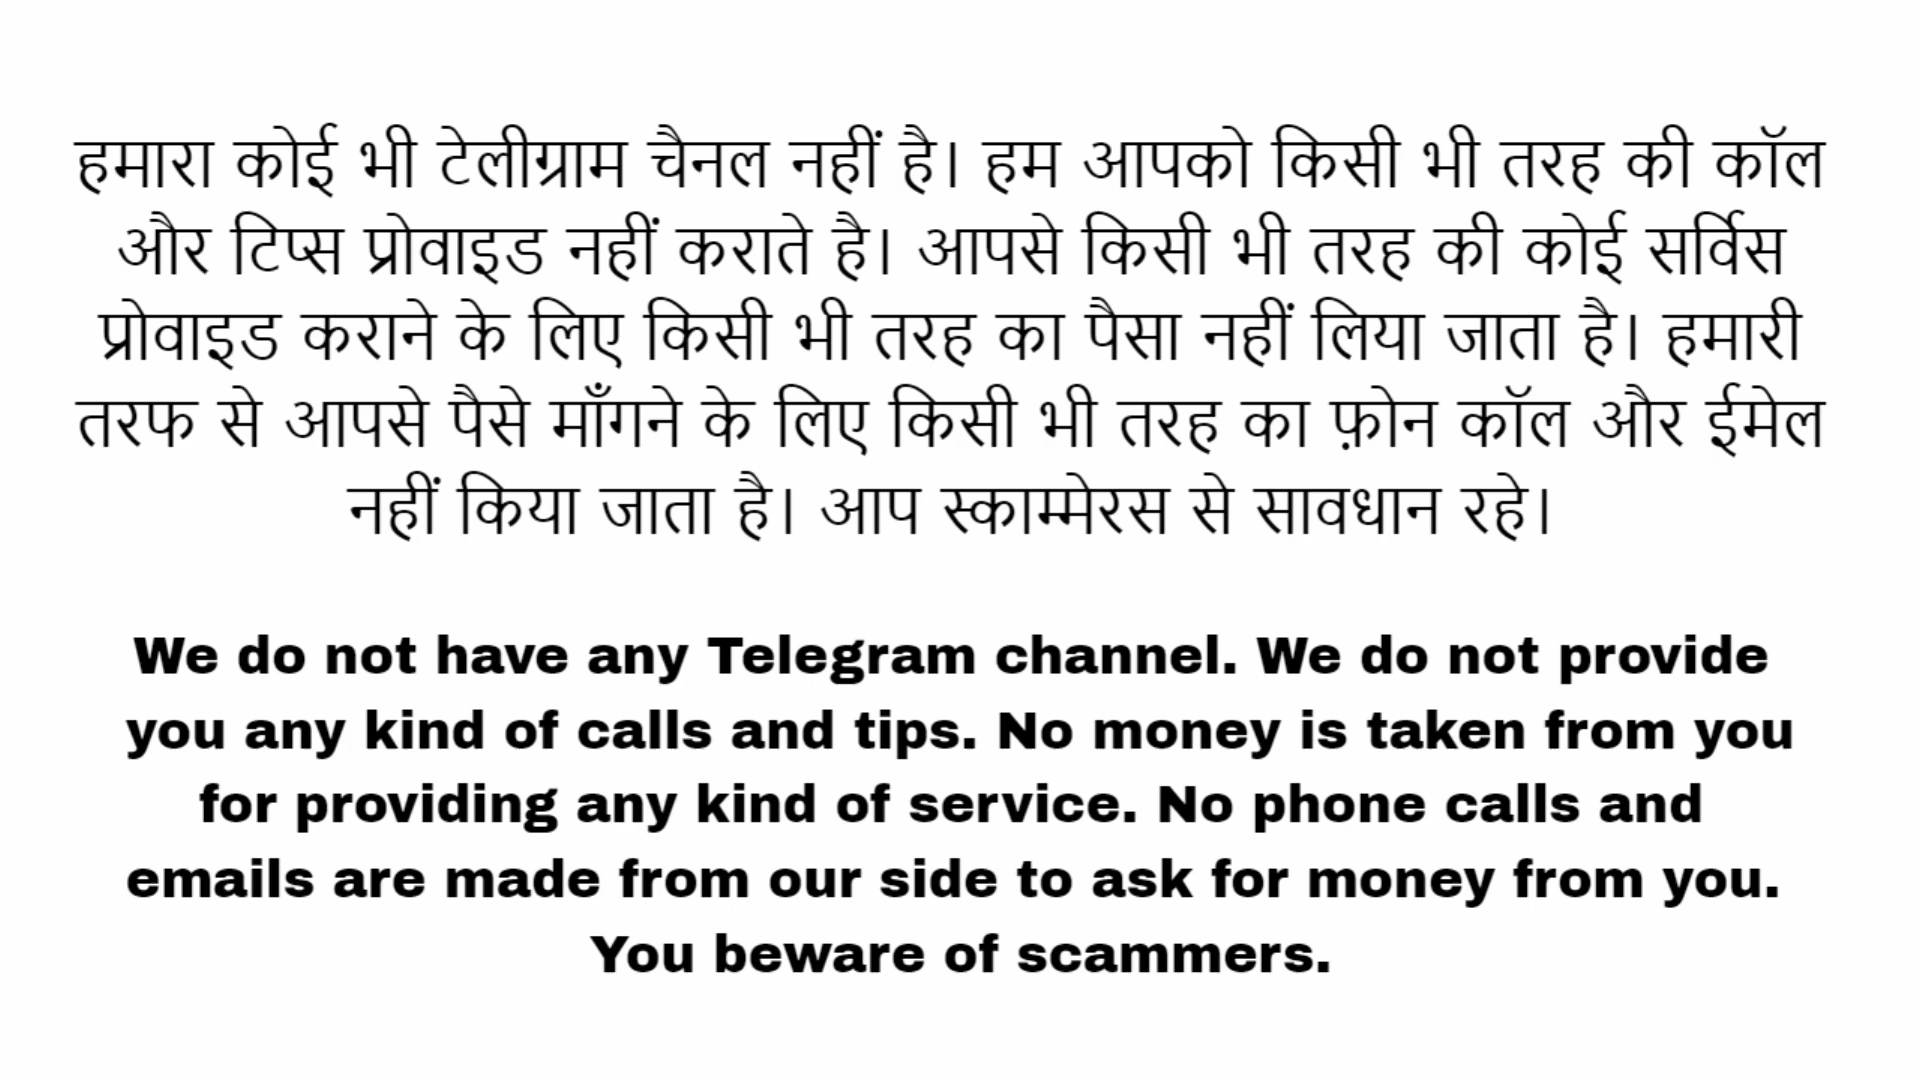 हमारा कोई भी टेलीग्राम चैनल नहीं है। हम आपको किसी भी तरह की कॉल
और टिप्स प्रोवाइड नहीं कराते है। आपसे किसी भी तरह की कोई सर्विस
प्रोवाइड कराने के लिए किसी भी तरह का पैसा नहीं लिया जाता है। हमारी
तरफ से आपसे पैसे माँगने के लिए किसी भी तरह का फ़ोन कॉल और ईमेल
नहीं किया जाता है। आप स्काम्मेरस से सावधान रहे।
We do not have any Telegram channel. We do not provide
you any kind of calls and tips. No money is taken from you
for providing any kind of service. No phone calls and
emails are made from our side to ask for money from you.
You beware of scammers.